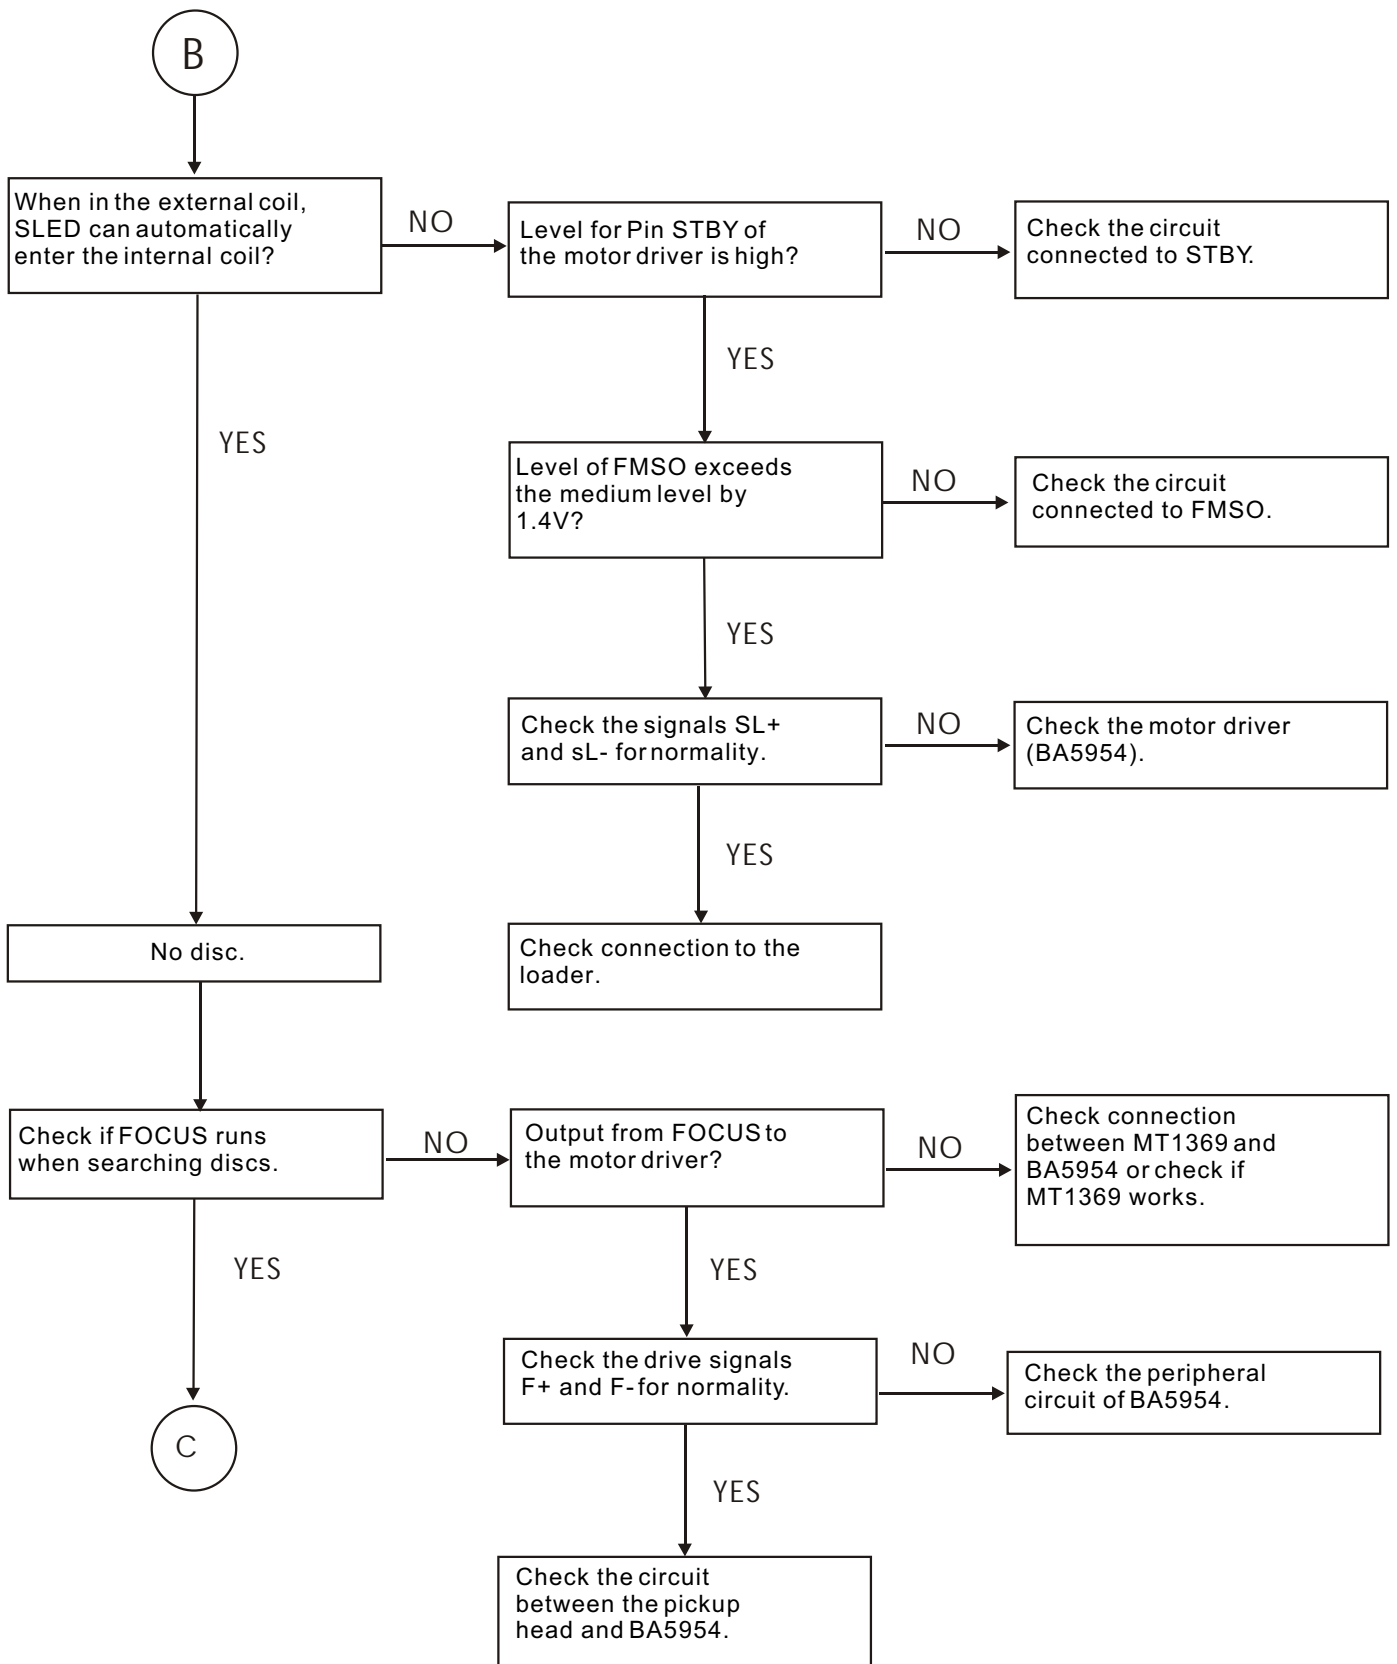 B
When in the external coil,
SLED can automatically
enter the internal coil?
NO
Level for Pin STBY of
the motor driver is high?
NO
Check the circuit
connected to STBY.
YES
YES
Level of FMSO exceeds
the medium level by
1.4V?
NO
Check the circuit
connected to FMSO.
YES
Check the signals SL+
and sL- for normality.
NO
Check the motor driver
(BA5954).
YES
No disc.
Check connection to the
loader.
Check if FOCUS runs
when searching discs.
NO
Output from FOCUS to
the motor driver?
NO
Check connection
between MT1369 and
BA5954 or check if
MT1369 works.
YES
YES
Check the drive signals
F+ and F- for normality.
NO
Check the peripheral
circuit of BA5954.
C
YES
Check the circuit
between the pickup
head and BA5954.